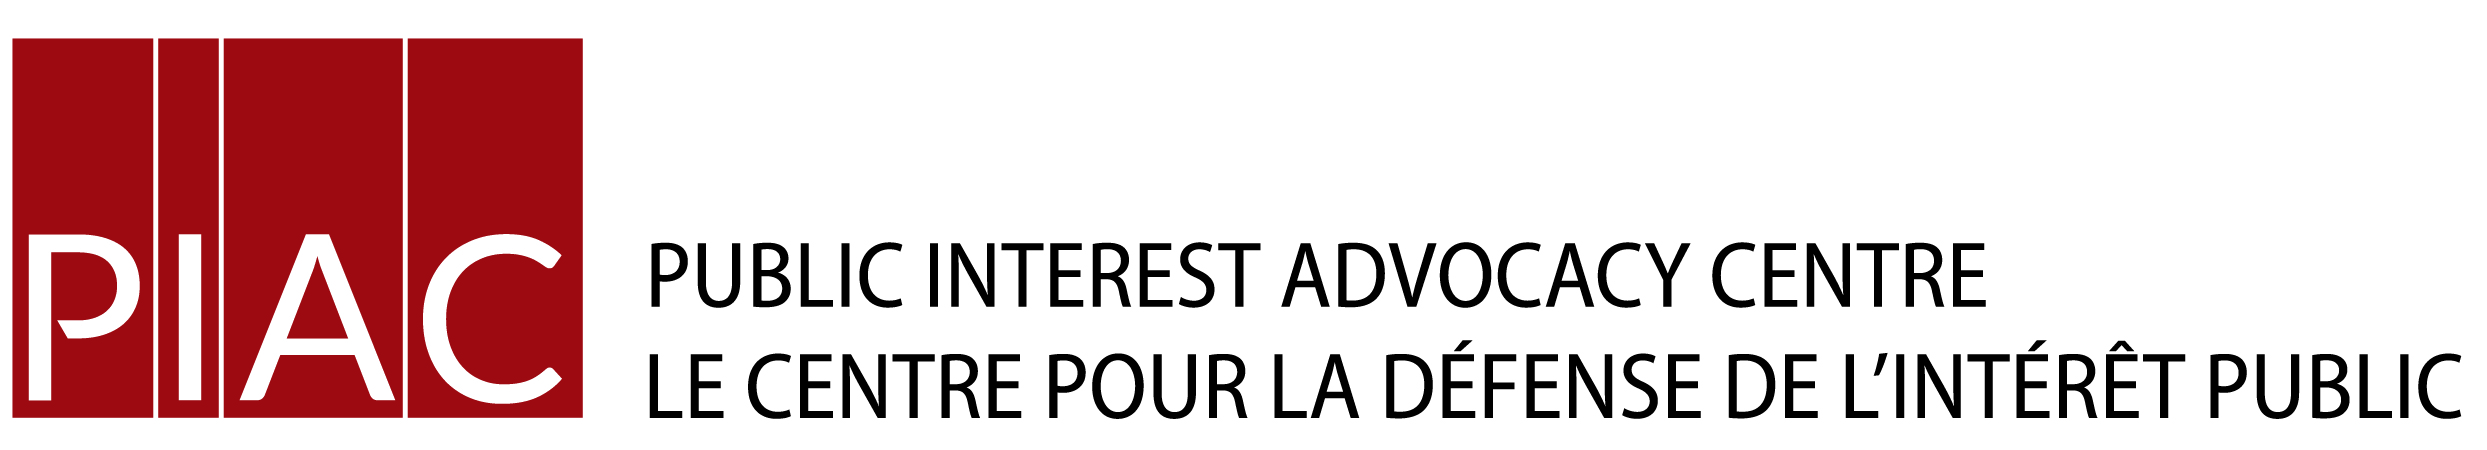 PIAC
PUBLIC INTEREST ADVOCACY CENTRE
LE CENTRE POUR LA DÉFENSE DE L'INTÉRÊT PUBLIC